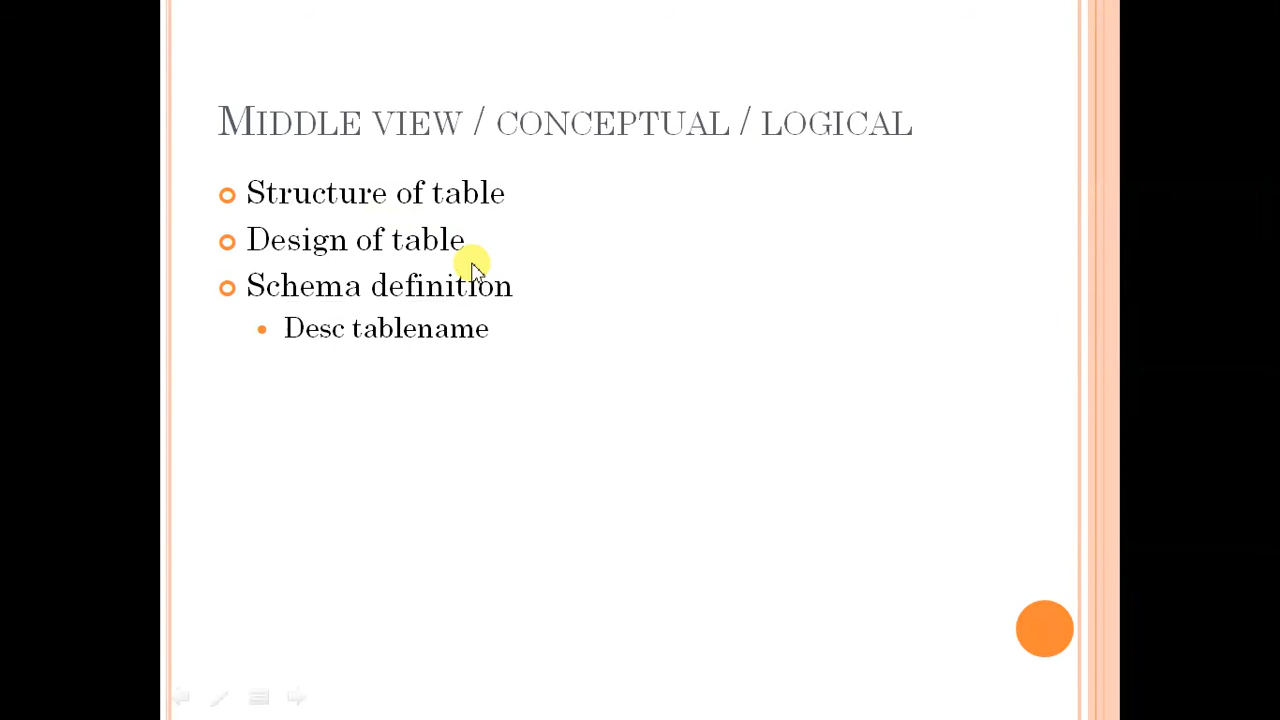 MIDDLE VIEW / CONCEPTUAL / LOGICAL
Structure of table
Design of table
Schema definition
Desc tablename